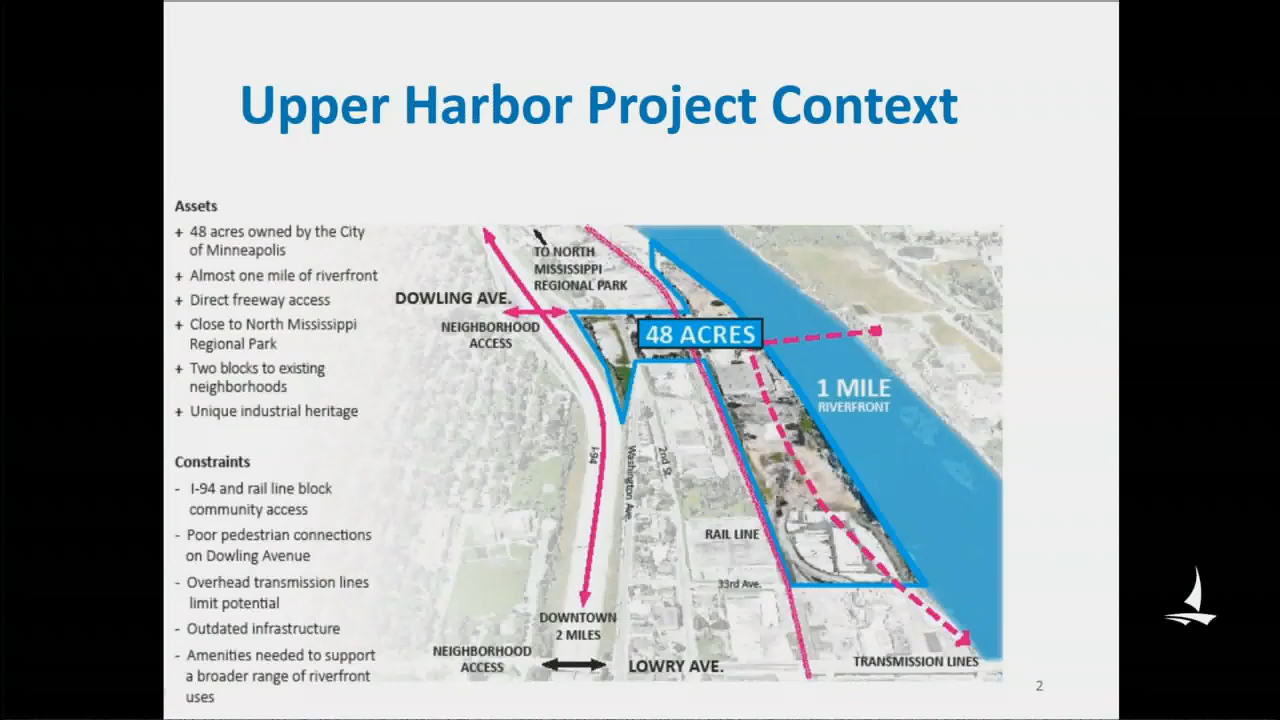 Upper Harbor Project Context
Assets
+ 48 acres owned by the City
of Minneapolis
+ Almost one mile of riverfront
+ Direct freeway access
+ Close to North Mississippi
Regional Park
+ Two blocks to existing
neighborhoods
+ Unique industrial heritage
Constraints
- I-94 and rail line block
community access
- Poor pedestrian connections
on Dowling Avenue
- Overhead transmission lines
limit potential
- Outdated infrastructure
- Amenities needed to support
a broader range of riverfront
uses
TO NORTH
MISSISSIPPI
REGIONAL PARK
DOWLING AVE.
NEIGHBORHOOD
ACCESS
48 ACRES
1 MILE
RIVERFRONT
I-94
Washington Ave.
2nd St.
RAIL LINE
33rd Ave.
DOWNTOWN
2 MILES
NEIGHBORHOOD
ACCESS
LOWRY AVE.
TRANSMISSION LINES
2